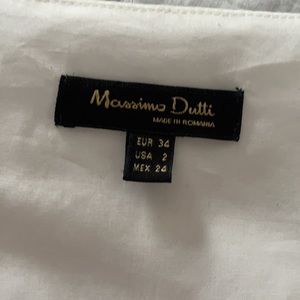 Massimo Dutti
MADE IN ROMANIA
EUR 34
USA 2
MEX 24